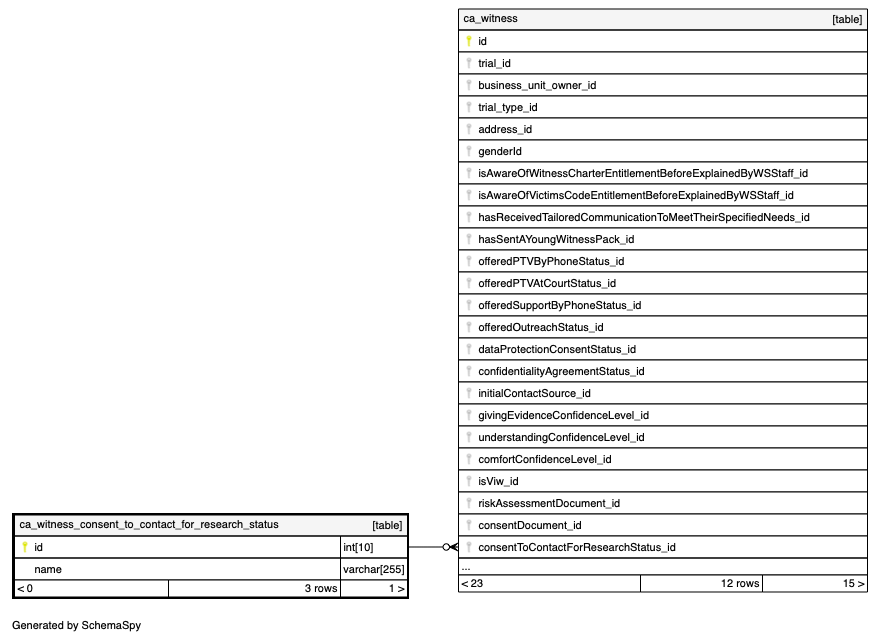 ca_witness [table]
id
trial_id
business_unit_owner_id
trial_type_id
address_id
genderId
isAwareOfWitnessCharterEntitlementBeforeExplainedByWSStaff_id
isAwareOfVictimsCodeEntitlementBeforeExplainedByWSStaff_id
hasReceivedTailoredCommunicationToMeetTheirSpecifiedNeeds_id
hasSentAYoungWitnessPack_id
offeredPTVByPhoneStatus_id
offeredPTVAtCourtStatus_id
offeredSupportByPhoneStatus_id
offeredOutreachStatus_id
dataProtectionConsentStatus_id
confidentialityAgreementStatus_id
initialContactSource_id
givingEvidenceConfidenceLevel_id
understandingConfidenceLevel_id
comfortConfidenceLevel_id
isViw_id
riskAssessmentDocument_id
consentDocument_id
consentToContactForResearchStatus_id
...
< 23 12 rows 15 >
ca_witness_consent_to_contact_for_research_status [table]
id int[10]
name varchar[255]
< 0 3 rows 1 >
Generated by SchemaSpy